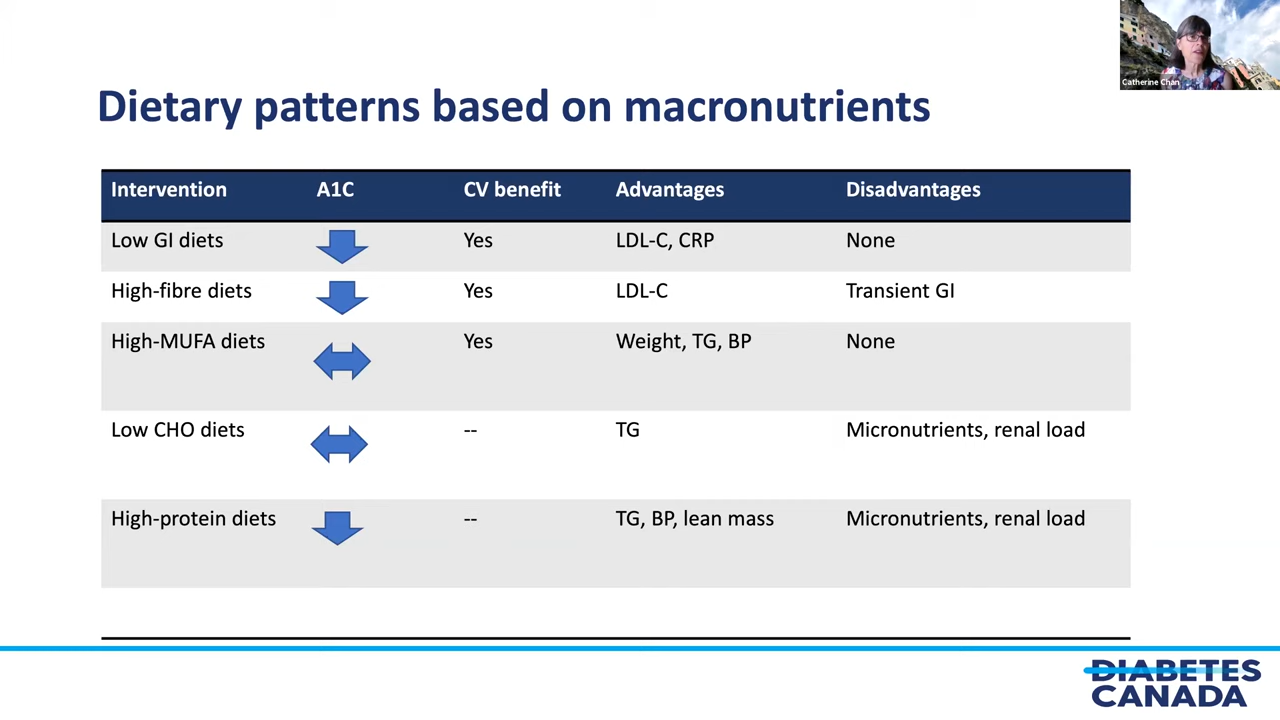 Catherine Chan
Dietary patterns based on macronutrients
Intervention A1C CV benefit Advantages Disadvantages
Low GI diets Yes LDL-C, CRP None
High-fibre diets Yes LDL-C Transient GI
High-MUFA diets Yes Weight, TG, BP None
Low CHO diets -- TG Micronutrients, renal load
High-protein diets -- TG, BP, lean mass Micronutrients, renal load
DIABETES
CANADA